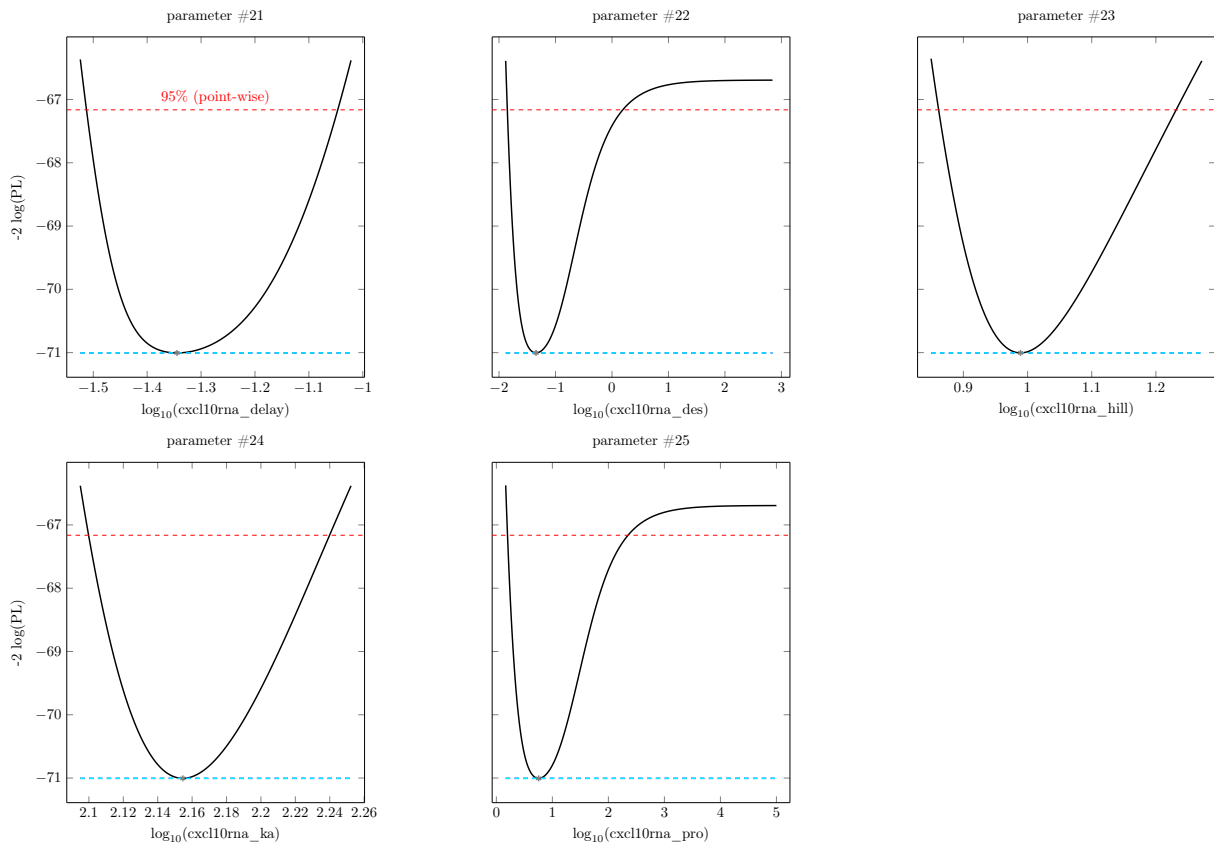 parameter #21
parameter #22
parameter #23
95% (point-wise)
−67
−68
−69
−70
−71
-2 log(PL)
−1.5 −1.4 −1.3 −1.2 −1.1 −1
−2 −1 0 1 2 3
0.9 1 1.1 1.2
log10(cxcl10rna_delay)
log10(cxcl10rna_des)
log10(cxcl10rna_hill)
parameter #24
parameter #25
−67
−68
−69
−70
−71
-2 log(PL)
2.1 2.12 2.14 2.16 2.18 2.2 2.22 2.24 2.26
0 1 2 3 4 5
log10(cxcl10rna_ka)
log10(cxcl10rna_pro)